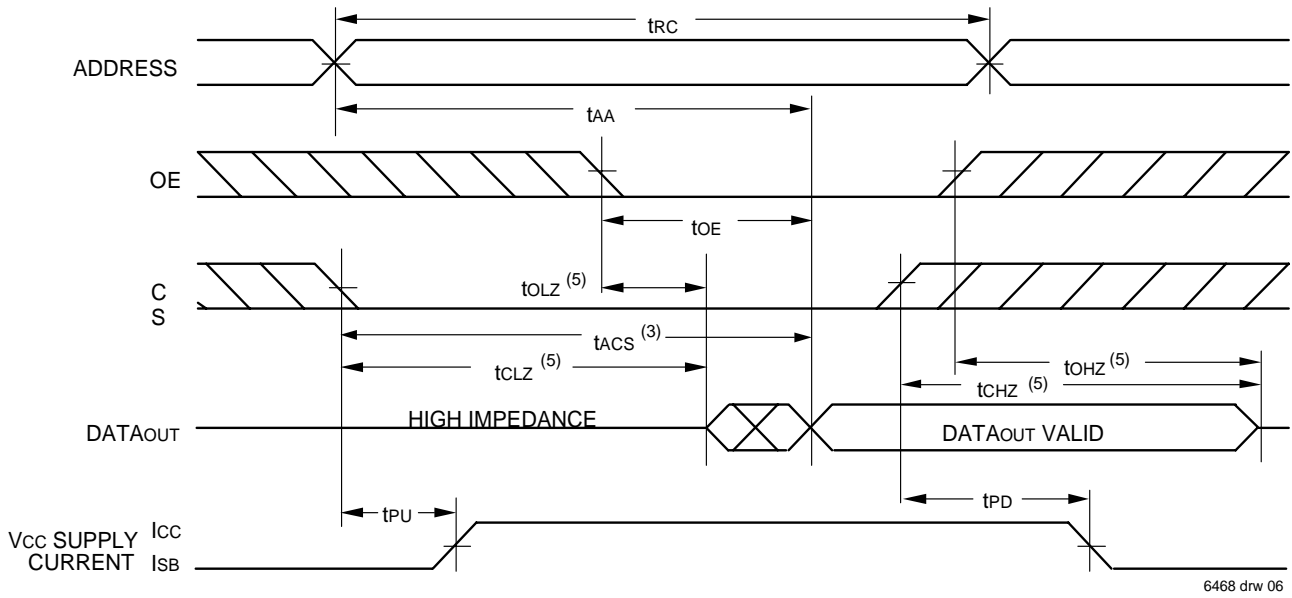 tRC
ADDRESS
tAA
OE
tOE
C
S
tOLZ (5)
tACS (3)
tCLZ (5)
tOHZ (5)
tCHZ (5)
HIGH IMPEDANCE
DATAOUT
DATAOUT VALID
tPU
tPD
VCC SUPPLY ICC
CURRENT ISB
6468 drw 06